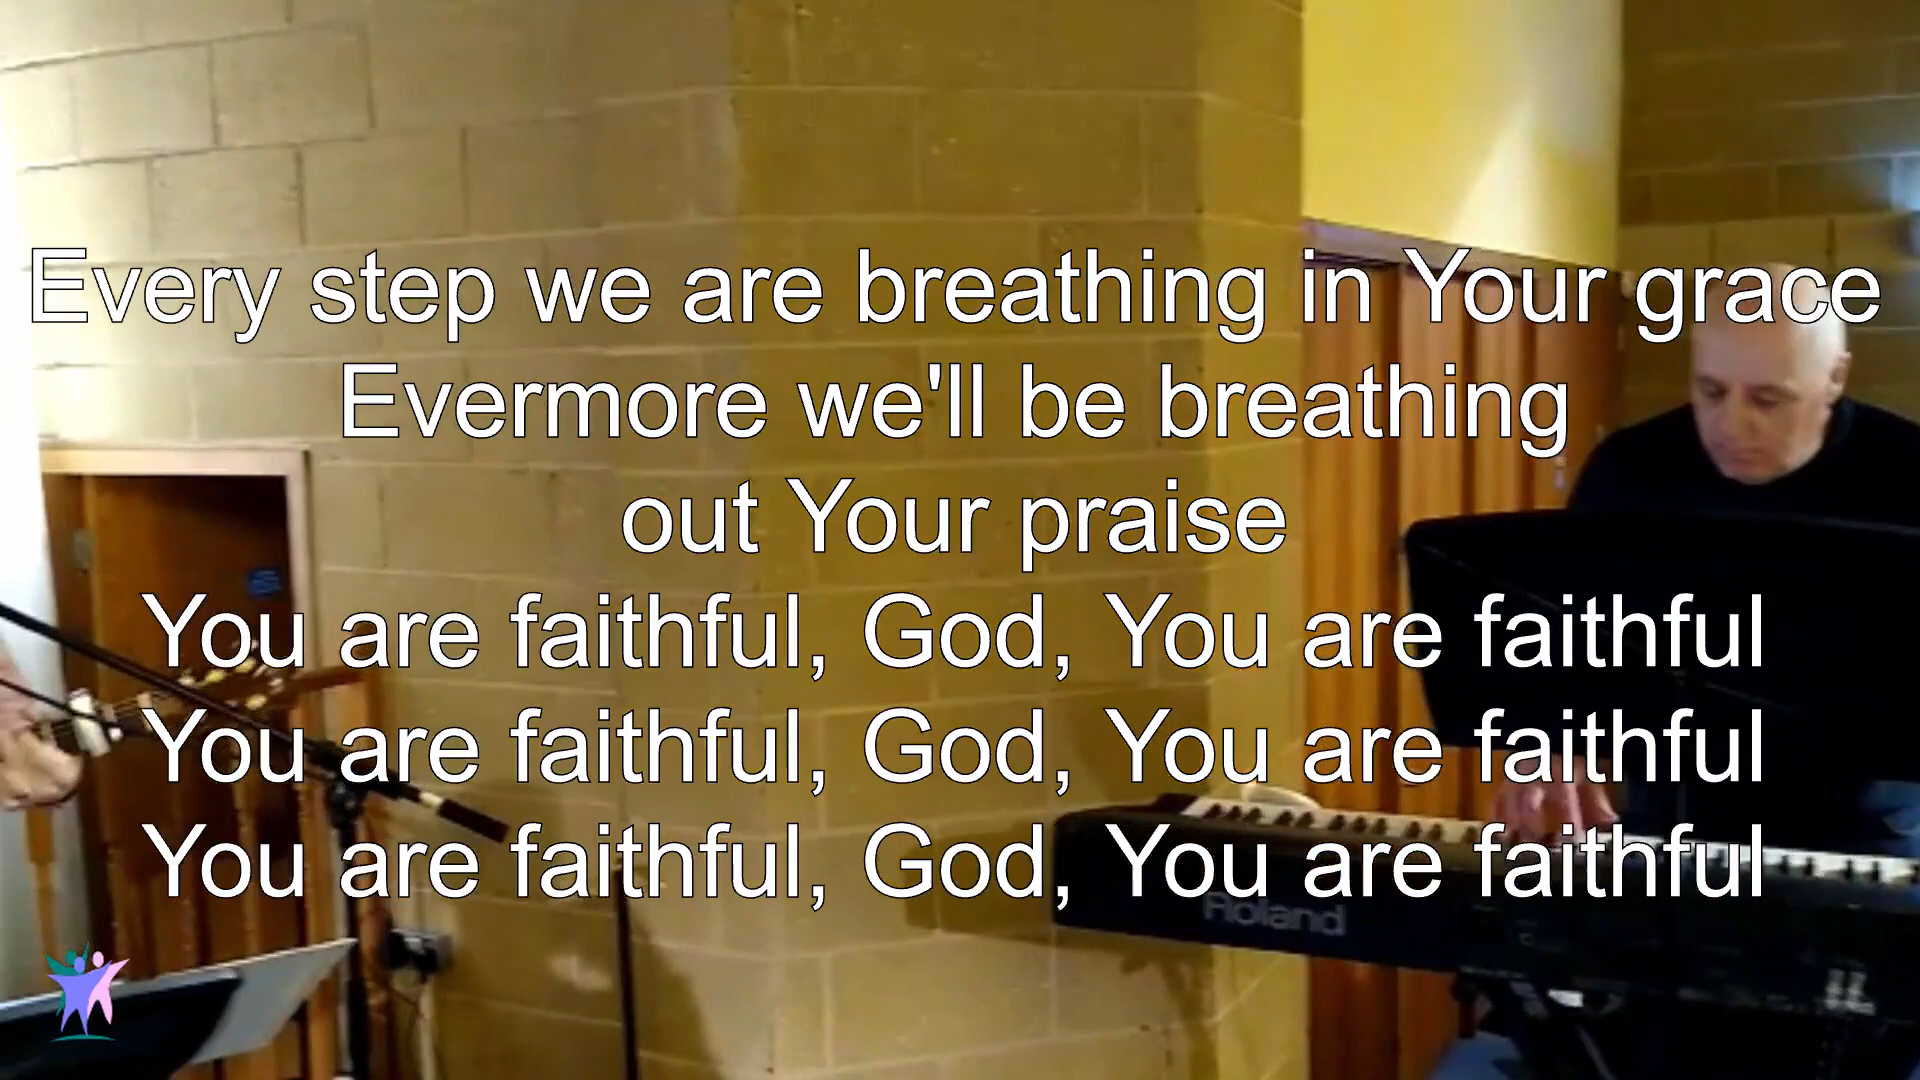 Every step we are breathing in Your grace
Evermore we'll be breathing
out Your praise
You are faithful, God, You are faithful
You are faithful, God, You are faithful
You are faithful, God, You are faithful
Roland